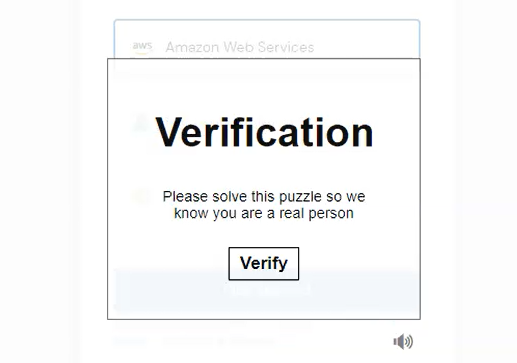 aws Amazon Web Services
Verification
Please solve this puzzle so we
know you are a real person
Verify